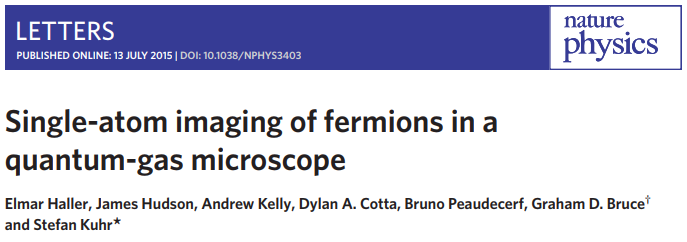 LETTERS
nature
physics
PUBLISHED ONLINE: 13 JULY 2015 | DOI: 10.1038/NPHYS3403
Single-atom imaging of fermions in a
quantum-gas microscope
Elmar Haller, James Hudson, Andrew Kelly, Dylan A. Cotta, Bruno Peaudecerf, Graham D. Bruce†
and Stefan Kuhr*